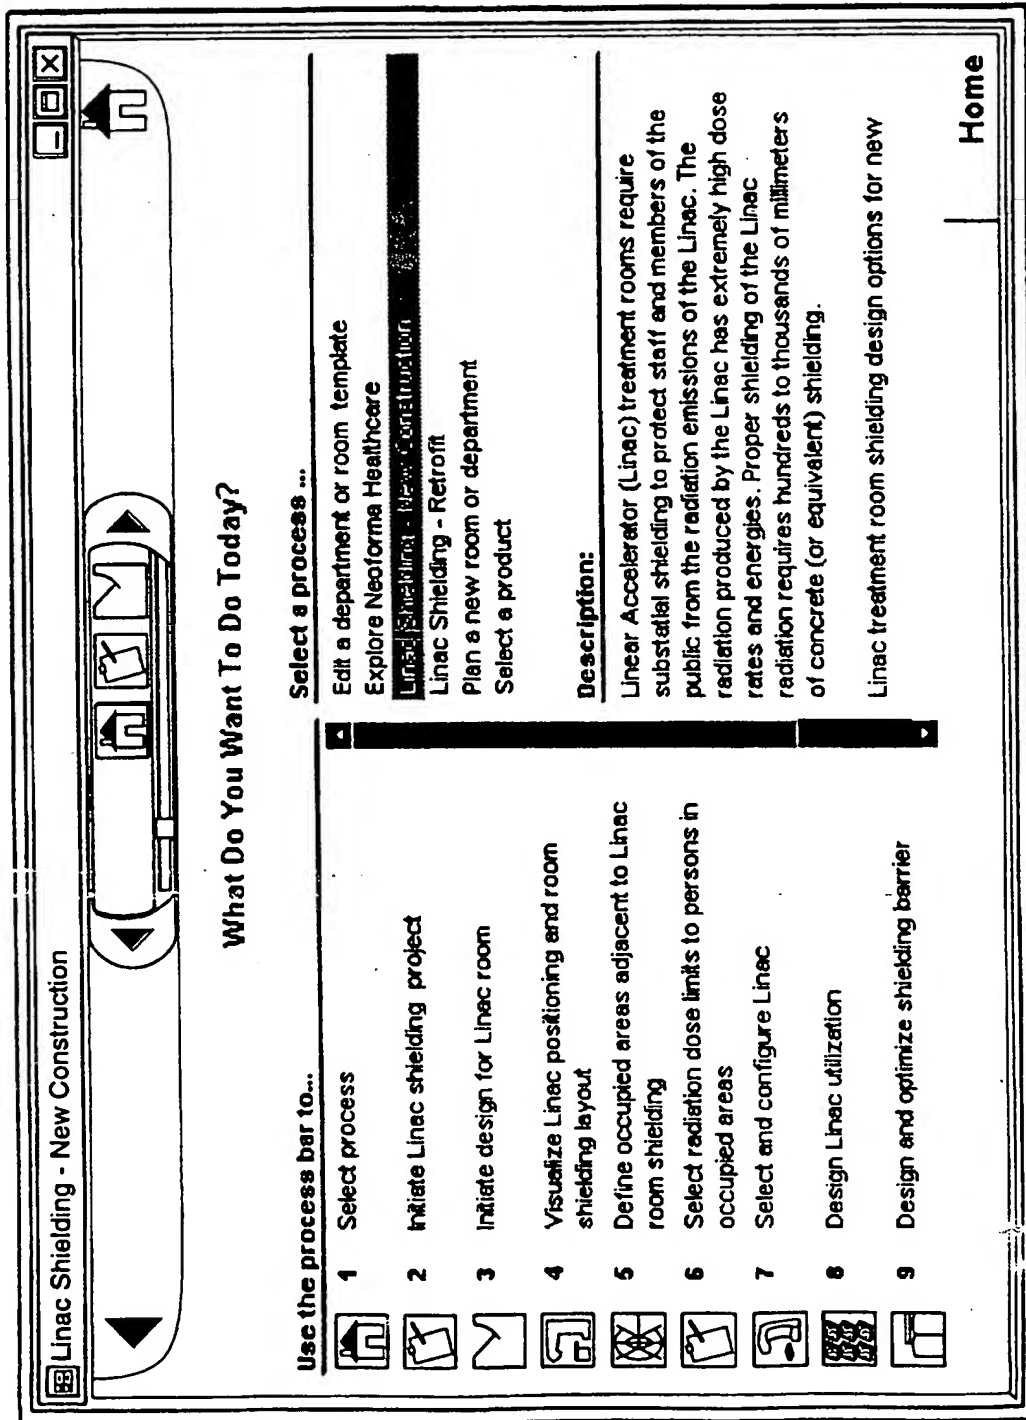 Linac Shielding - New Construction
What Do You Want To Do Today?
Use the process bar to...
1 Select process
2 Initiate Linac shielding project
3 Initiate design for Linac room
4 Visualize Linac positioning and room
shielding layout
5 Define occupied areas adjacent to Linac
room shielding
6 Select radiation dose limits to persons in
occupied areas
7 Select and configure Linac
8 Design Linac utilization
9 Design and optimize shielding barrier
Select a process ...
Edit a department or room template
Explore Neoforma Healthcare
Linac Shielding - New Construction
Linac Shielding - Retrofit
Plan a new room or department
Select a product
Description:
Linear Accelerator (Linac) treatment rooms require
substatial shielding to protect staff and members of the
public from the radiation emissions of the Linac. The
radiation produced by the Linac has extremely high dose
rates and energies. Proper shielding of the Linac
radiation requires hundreds to thousands of millimeters
of concrete (or equivalent) shielding.
Linac treatment room shielding design options for new
Home